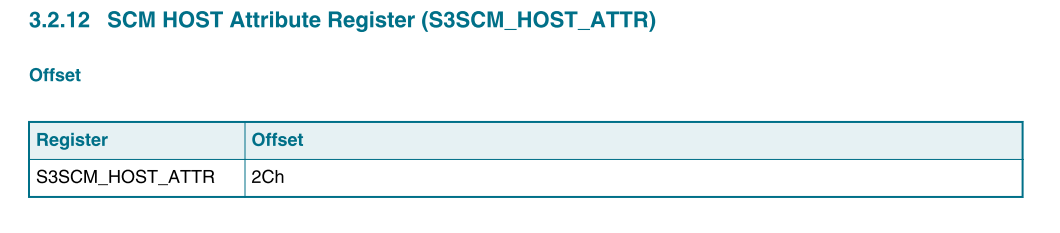 3.2.12 SCM HOST Attribute Register (S3SCM_HOST_ATTR)
Offset
Register Offset
S3SCM_HOST_ATTR 2Ch